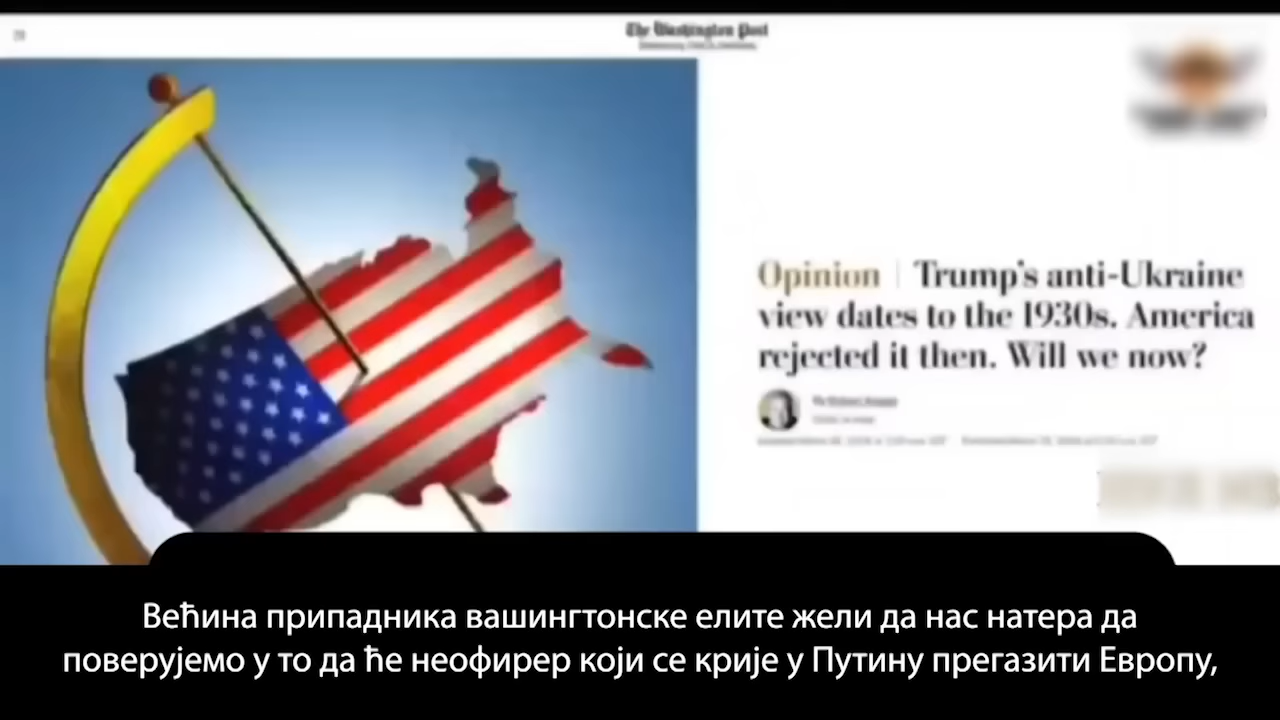 The Washington Post
Opinion | Trump's anti-Ukraine
view dates to the 1930s. America
rejected it then. Will we now?
Већина припадника вашингтонске елите жели да нас натера да
поверујемо у то да ће неофирер који се крије у Путину прегазити Европу,